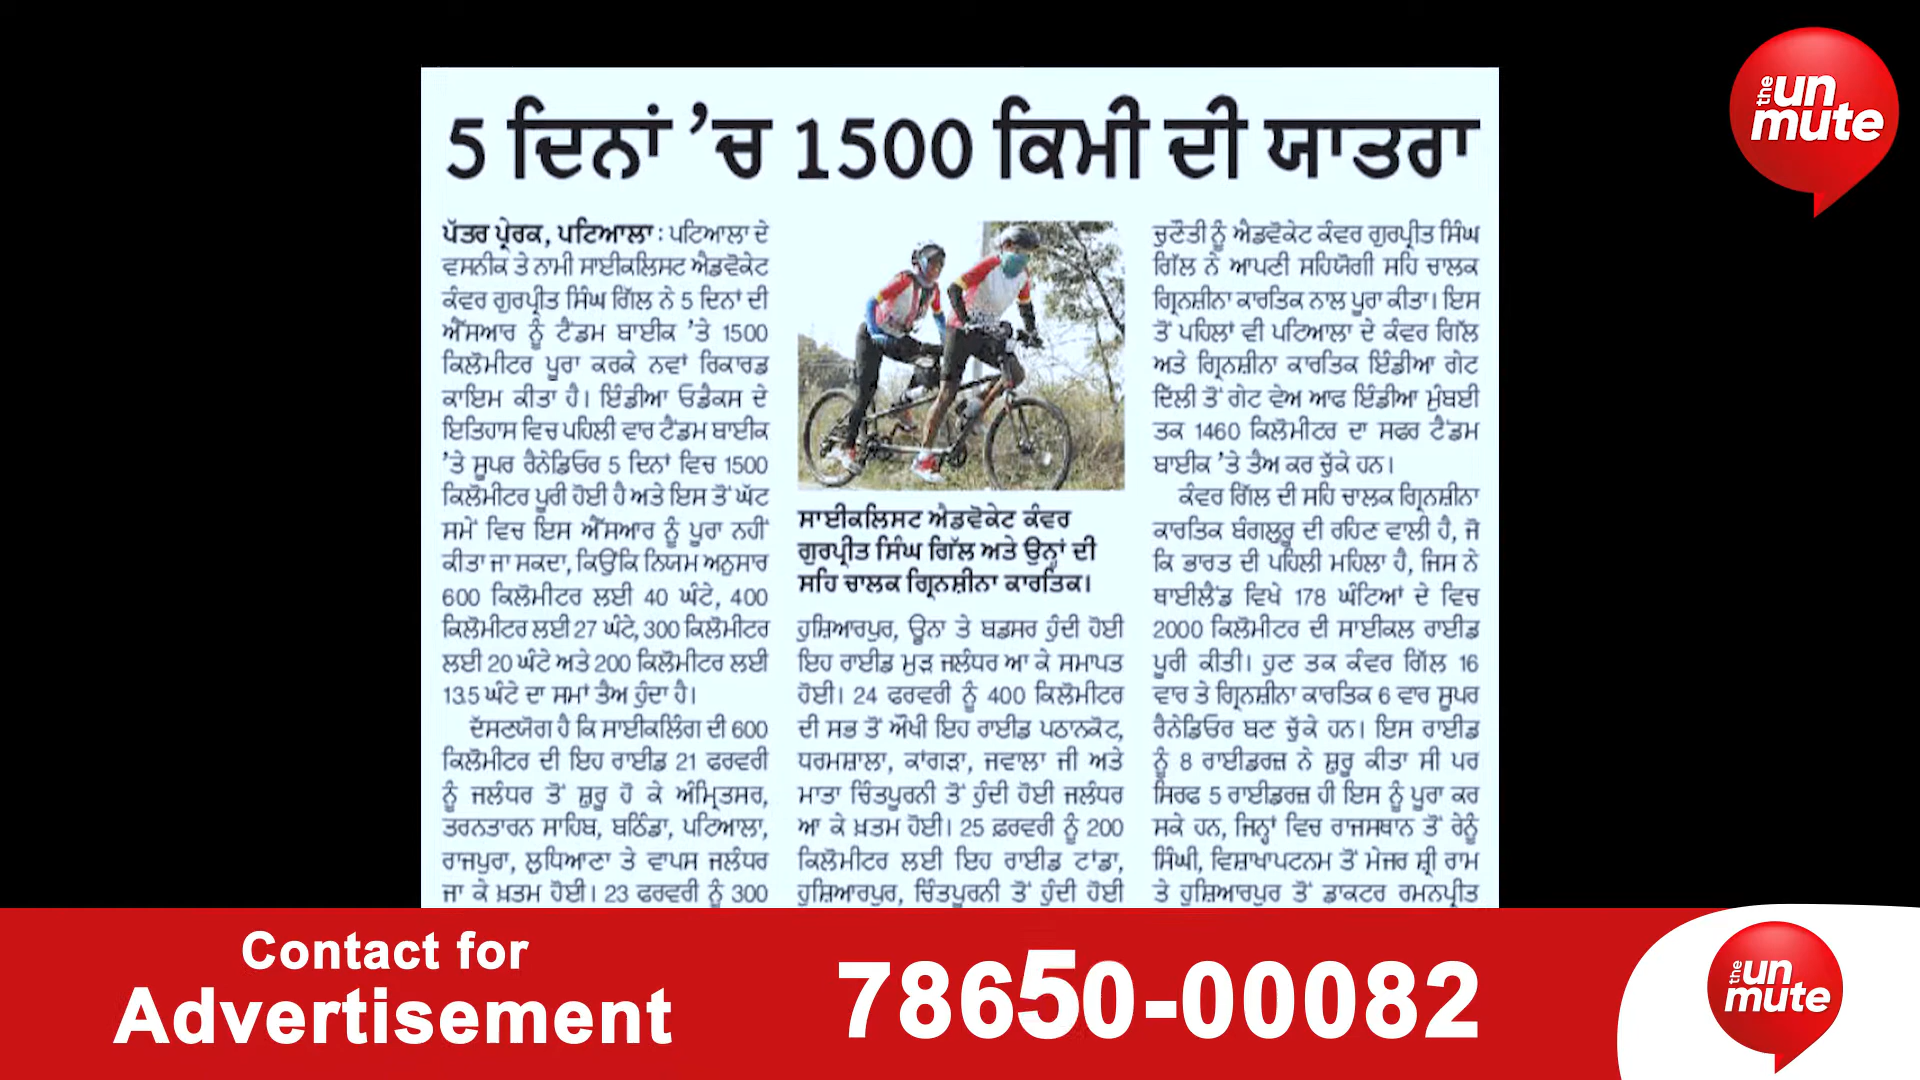 5 ਦਿਨਾਂ ’ਚ 1500 ਕਿਮੀ ਦੀ ਯਾਤਰਾ
ਪੱਤਰ ਪ੍ਰੇਰਕ, ਪਟਿਆਲਾ : ਪਟਿਆਲਾ ਦੇ
ਵਸਨੀਕ ਤੇ ਨਾਮੀ ਸਾਈਕਲਿਸਟ ਐਡਵੋਕੇਟ
ਕੰਵਰ ਗੁਰਪ੍ਰੀਤ ਸਿੰਘ ਗਿੱਲ ਨੇ 5 ਦਿਨਾਂ ਦੀ
ਐੱਸਆਰ ਨੂੰ ਟੈਂਡਮ ਬਾਈਕ ’ਤੇ 1500
ਕਿਲੋਮੀਟਰ ਪੂਰਾ ਕਰਕੇ ਨਵਾਂ ਰਿਕਾਰਡ
ਕਾਇਮ ਕੀਤਾ ਹੈ। ਇੰਡੀਆ ਓਡੈਕਸ ਦੇ
ਇਤਿਹਾਸ ਵਿਚ ਪਹਿਲੀ ਵਾਰ ਟੈਂਡਮ ਬਾਈਕ
’ਤੇ ਸੂਪਰ ਰੈਨੇਡਿਓਰ 5 ਦਿਨਾਂ ਵਿਚ 1500
ਕਿਲੋਮੀਟਰ ਪੂਰੀ ਹੋਈ ਹੈ ਅਤੇ ਇਸ ਤੋਂ ਘੱਟ
ਸਮੇਂ ਵਿਚ ਇਸ ਐੱਸਆਰ ਨੂੰ ਪੂਰਾ ਨਹੀਂ
ਕੀਤਾ ਜਾ ਸਕਦਾ, ਕਿਉਂਕਿ ਨਿਯਮ ਅਨੁਸਾਰ
600 ਕਿਲੋਮੀਟਰ ਲਈ 40 ਘੰਟੇ, 400
ਕਿਲੋਮੀਟਰ ਲਈ 27 ਘੰਟੇ, 300 ਕਿਲੋਮੀਟਰ
ਲਈ 20 ਘੰਟੇ ਅਤੇ 200 ਕਿਲੋਮੀਟਰ ਲਈ
13.5 ਘੰਟੇ ਦਾ ਸਮਾਂ ਤੈਅ ਹੁੰਦਾ ਹੈ।
ਦੱਸਣਯੋਗ ਹੈ ਕਿ ਸਾਈਕਲਿੰਗ ਦੀ 600
ਕਿਲੋਮੀਟਰ ਦੀ ਇਹ ਰਾਈਡ 21 ਫਰਵਰੀ
ਨੂੰ ਜਲੰਧਰ ਤੋਂ ਸ਼ੁਰੂ ਹੋ ਕੇ ਅੰਮ੍ਰਿਤਸਰ,
ਤਰਨਤਾਰਨ ਸਾਹਿਬ, ਬਠਿੰਡਾ, ਪਟਿਆਲਾ,
ਰਾਜਪੁਰਾ, ਲੁਧਿਆਣਾ ਤੇ ਵਾਪਸ ਜਲੰਧਰ
ਜਾ ਕੇ ਖ਼ਤਮ ਹੋਈ। 23 ਫਰਵਰੀ ਨੂੰ 300
ਸਾਈਕਲਿਸਟ ਐਡਵੋਕੇਟ ਕੰਵਰ
ਗੁਰਪ੍ਰੀਤ ਸਿੰਘ ਗਿੱਲ ਅਤੇ ਉਨ੍ਹਾਂ ਦੀ
ਸਹਿ ਚਾਲਕ ਗ੍ਰਿਨਸ਼ੀਨਾ ਕਾਰਤਿਕ।
ਹੁਸ਼ਿਆਰਪੁਰ, ਊਨਾ ਤੇ ਬਡਸਰ ਹੁੰਦੀ ਹੋਈ
ਇਹ ਰਾਈਡ ਮੁੜ ਜਲੰਧਰ ਆ ਕੇ ਸਮਾਪਤ
ਹੋਈ। 24 ਫਰਵਰੀ ਨੂੰ 400 ਕਿਲੋਮੀਟਰ
ਦੀ ਸਭ ਤੋਂ ਔਖੀ ਇਹ ਰਾਈਡ ਪਠਾਨਕੋਟ,
ਧਰਮਸ਼ਾਲਾ, ਕਾਂਗੜਾ, ਜਵਾਲਾ ਜੀ ਅਤੇ
ਮਾਤਾ ਚਿੰਤਪੂਰਨੀ ਤੋਂ ਹੁੰਦੀ ਹੋਈ ਜਲੰਧਰ
ਆ ਕੇ ਖ਼ਤਮ ਹੋਈ। 25 ਫ਼ਰਵਰੀ ਨੂੰ 200
ਕਿਲੋਮੀਟਰ ਲਈ ਇਹ ਰਾਈਡ ਟਾਂਡਾ,
ਹੁਸ਼ਿਆਰਪੁਰ, ਚਿੰਤਪੂਰਨੀ ਤੋਂ ਹੁੰਦੀ ਹੋਈ
ਚੁਣੌਤੀ ਨੂੰ ਐਡਵੋਕੇਟ ਕੰਵਰ ਗੁਰਪ੍ਰੀਤ ਸਿੰਘ
ਗਿੱਲ ਨੇ ਆਪਣੀ ਸਹਿਯੋਗੀ ਸਹਿ ਚਾਲਕ
ਗ੍ਰਿਨਸ਼ੀਨਾ ਕਾਰਤਿਕ ਨਾਲ ਪੂਰਾ ਕੀਤਾ। ਇਸ
ਤੋਂ ਪਹਿਲਾਂ ਵੀ ਪਟਿਆਲਾ ਦੇ ਕੰਵਰ ਗਿੱਲ
ਅਤੇ ਗ੍ਰਿਨਸ਼ੀਨਾ ਕਾਰਤਿਕ ਇੰਡੀਆ ਗੇਟ
ਦਿੱਲੀ ਤੋਂ ਗੇਟ ਵੇਅ ਆਫ ਇੰਡੀਆ ਮੁੰਬਈ
ਤਕ 1460 ਕਿਲੋਮੀਟਰ ਦਾ ਸਫਰ ਟੈਂਡਮ
ਬਾਈਕ ’ਤੇ ਤੈਅ ਕਰ ਚੁੱਕੇ ਹਨ।
ਕੰਵਰ ਗਿੱਲ ਦੀ ਸਹਿ ਚਾਲਕ ਗ੍ਰਿਨਸ਼ੀਨਾ
ਕਾਰਤਿਕ ਬੰਗਲੂਰੂ ਦੀ ਰਹਿਣ ਵਾਲੀ ਹੈ, ਜੋ
ਕਿ ਭਾਰਤ ਦੀ ਪਹਿਲੀ ਮਹਿਲਾ ਹੈ, ਜਿਸ ਨੇ
ਥਾਈਲੈਂਡ ਵਿਖੇ 178 ਘੰਟਿਆਂ ਦੇ ਵਿਚ
2000 ਕਿਲੋਮੀਟਰ ਦੀ ਸਾਈਕਲ ਰਾਈਡ
ਪੂਰੀ ਕੀਤੀ। ਹੁਣ ਤਕ ਕੰਵਰ ਗਿੱਲ 16
ਵਾਰ ਤੇ ਗ੍ਰਿਨਸ਼ੀਨਾ ਕਾਰਤਿਕ 6 ਵਾਰ ਸੂਪਰ
ਰੈਨੇਡਿਓਰ ਬਣ ਚੁੱਕੇ ਹਨ। ਇਸ ਰਾਈਡ
ਨੂੰ 8 ਰਾਈਡਰਜ਼ ਨੇ ਸ਼ੁਰੂ ਕੀਤਾ ਸੀ ਪਰ
ਸਿਰਫ 5 ਰਾਈਡਰਜ਼ ਹੀ ਇਸ ਨੂੰ ਪੂਰਾ ਕਰ
ਸਕੇ ਹਨ, ਜਿਨ੍ਹਾਂ ਵਿਚ ਰਾਜਸਥਾਨ ਤੋਂ ਰੇਨੂੰ
ਸਿੰਘੀ, ਵਿਸ਼ਾਖਾਪਟਨਮ ਤੋਂ ਮੇਜਰ ਸ਼੍ਰੀ ਰਾਮ
ਤੇ ਹੁਸ਼ਿਆਰਪੁਰ ਤੋਂ ਡਾਕਟਰ ਰਮਨਪ੍ਰੀਤ
the un mute
Contact for
Advertisement
78650-00082
the un mute